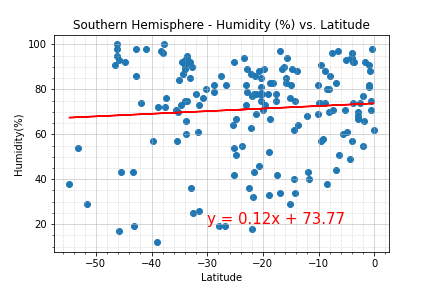 Southern Hemisphere - Humidity (%) vs. Latitude
100
80
60
40
20
Humidity(%)
y = 0.12x + 73.77
−50 −40 −30 −20 −10 0
Latitude